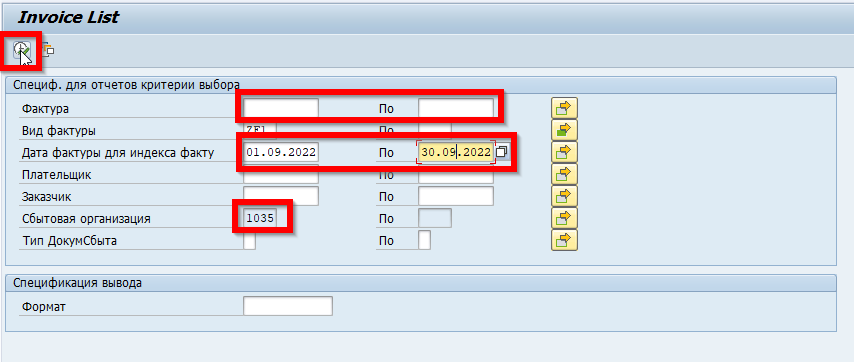 Invoice List
Специф. для отчетов критерии выбора
Фактура По
Вид фактуры ZF1 По
Дата фактуры для индекса факту 01.09.2022 По 30.09.2022
Плательщик По
Заказчик По
Сбытовая организация 1035 По
Тип ДокумСбыта По
Спецификация вывода
Формат